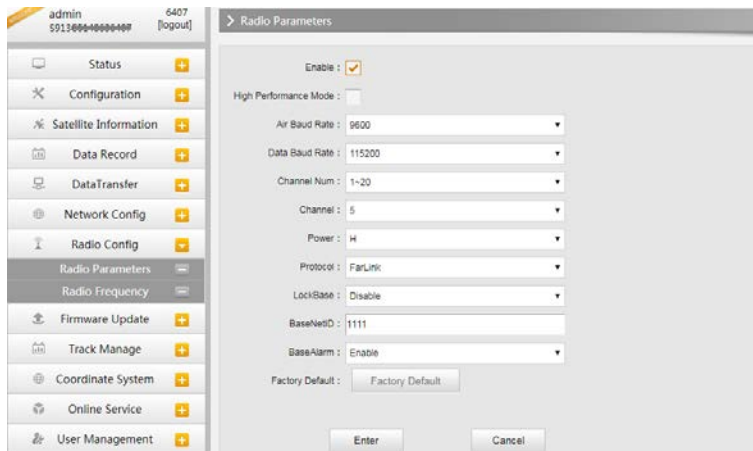 admin
6407
[logout]
Status
Configuration
Satellite Information
Data Record
DataTransfer
Network Config
Radio Config
Radio Parameters
Radio Frequency
Firmware Update
Track Manage
Coordinate System
Online Service
User Management
Radio Parameters
Enable :
High Performance Mode :
Air Baud Rate : 9600
Data Baud Rate : 115200
Channel Num : 1~20
Channel : 5
Power : H
Protocol : FarLink
LockBase : Disable
BaseNetID : 1111
BaseAlarm : Enable
Factory Default : Factory Default
Enter Cancel